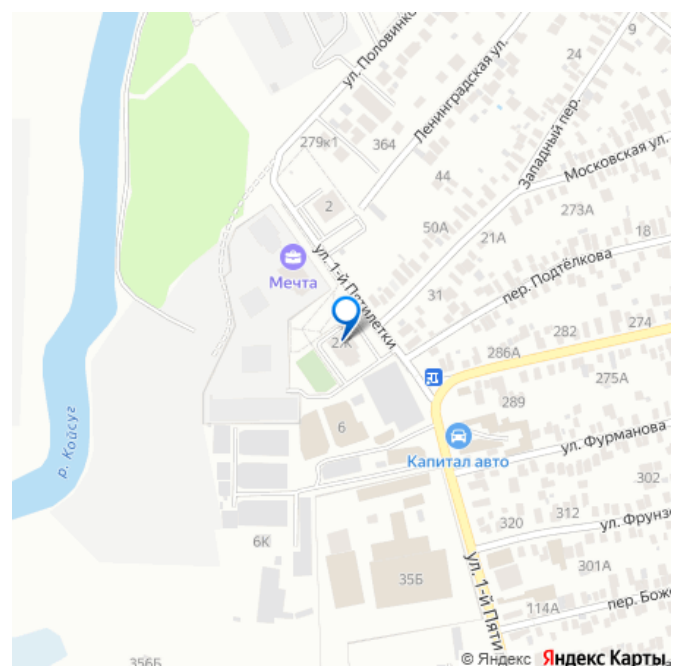 9
24
ул. Половинко
Ленинградская ул.
279к1
364
Западный пер.
Московская ул.
44
2
50А
273А
21А
18
ул. 1-й Пятилетки
Мечта
31
пер. Подтёлкова
282
274
286А
275А
289
6
Капитал авто
ул. Фурманова
302
р. Койсуг
320
312
ул. Фрунз
6К
35Б
301А
ул. 1-й Пяти
114А
пер. Бож
356Б
© Яндекс Яндекс Карты